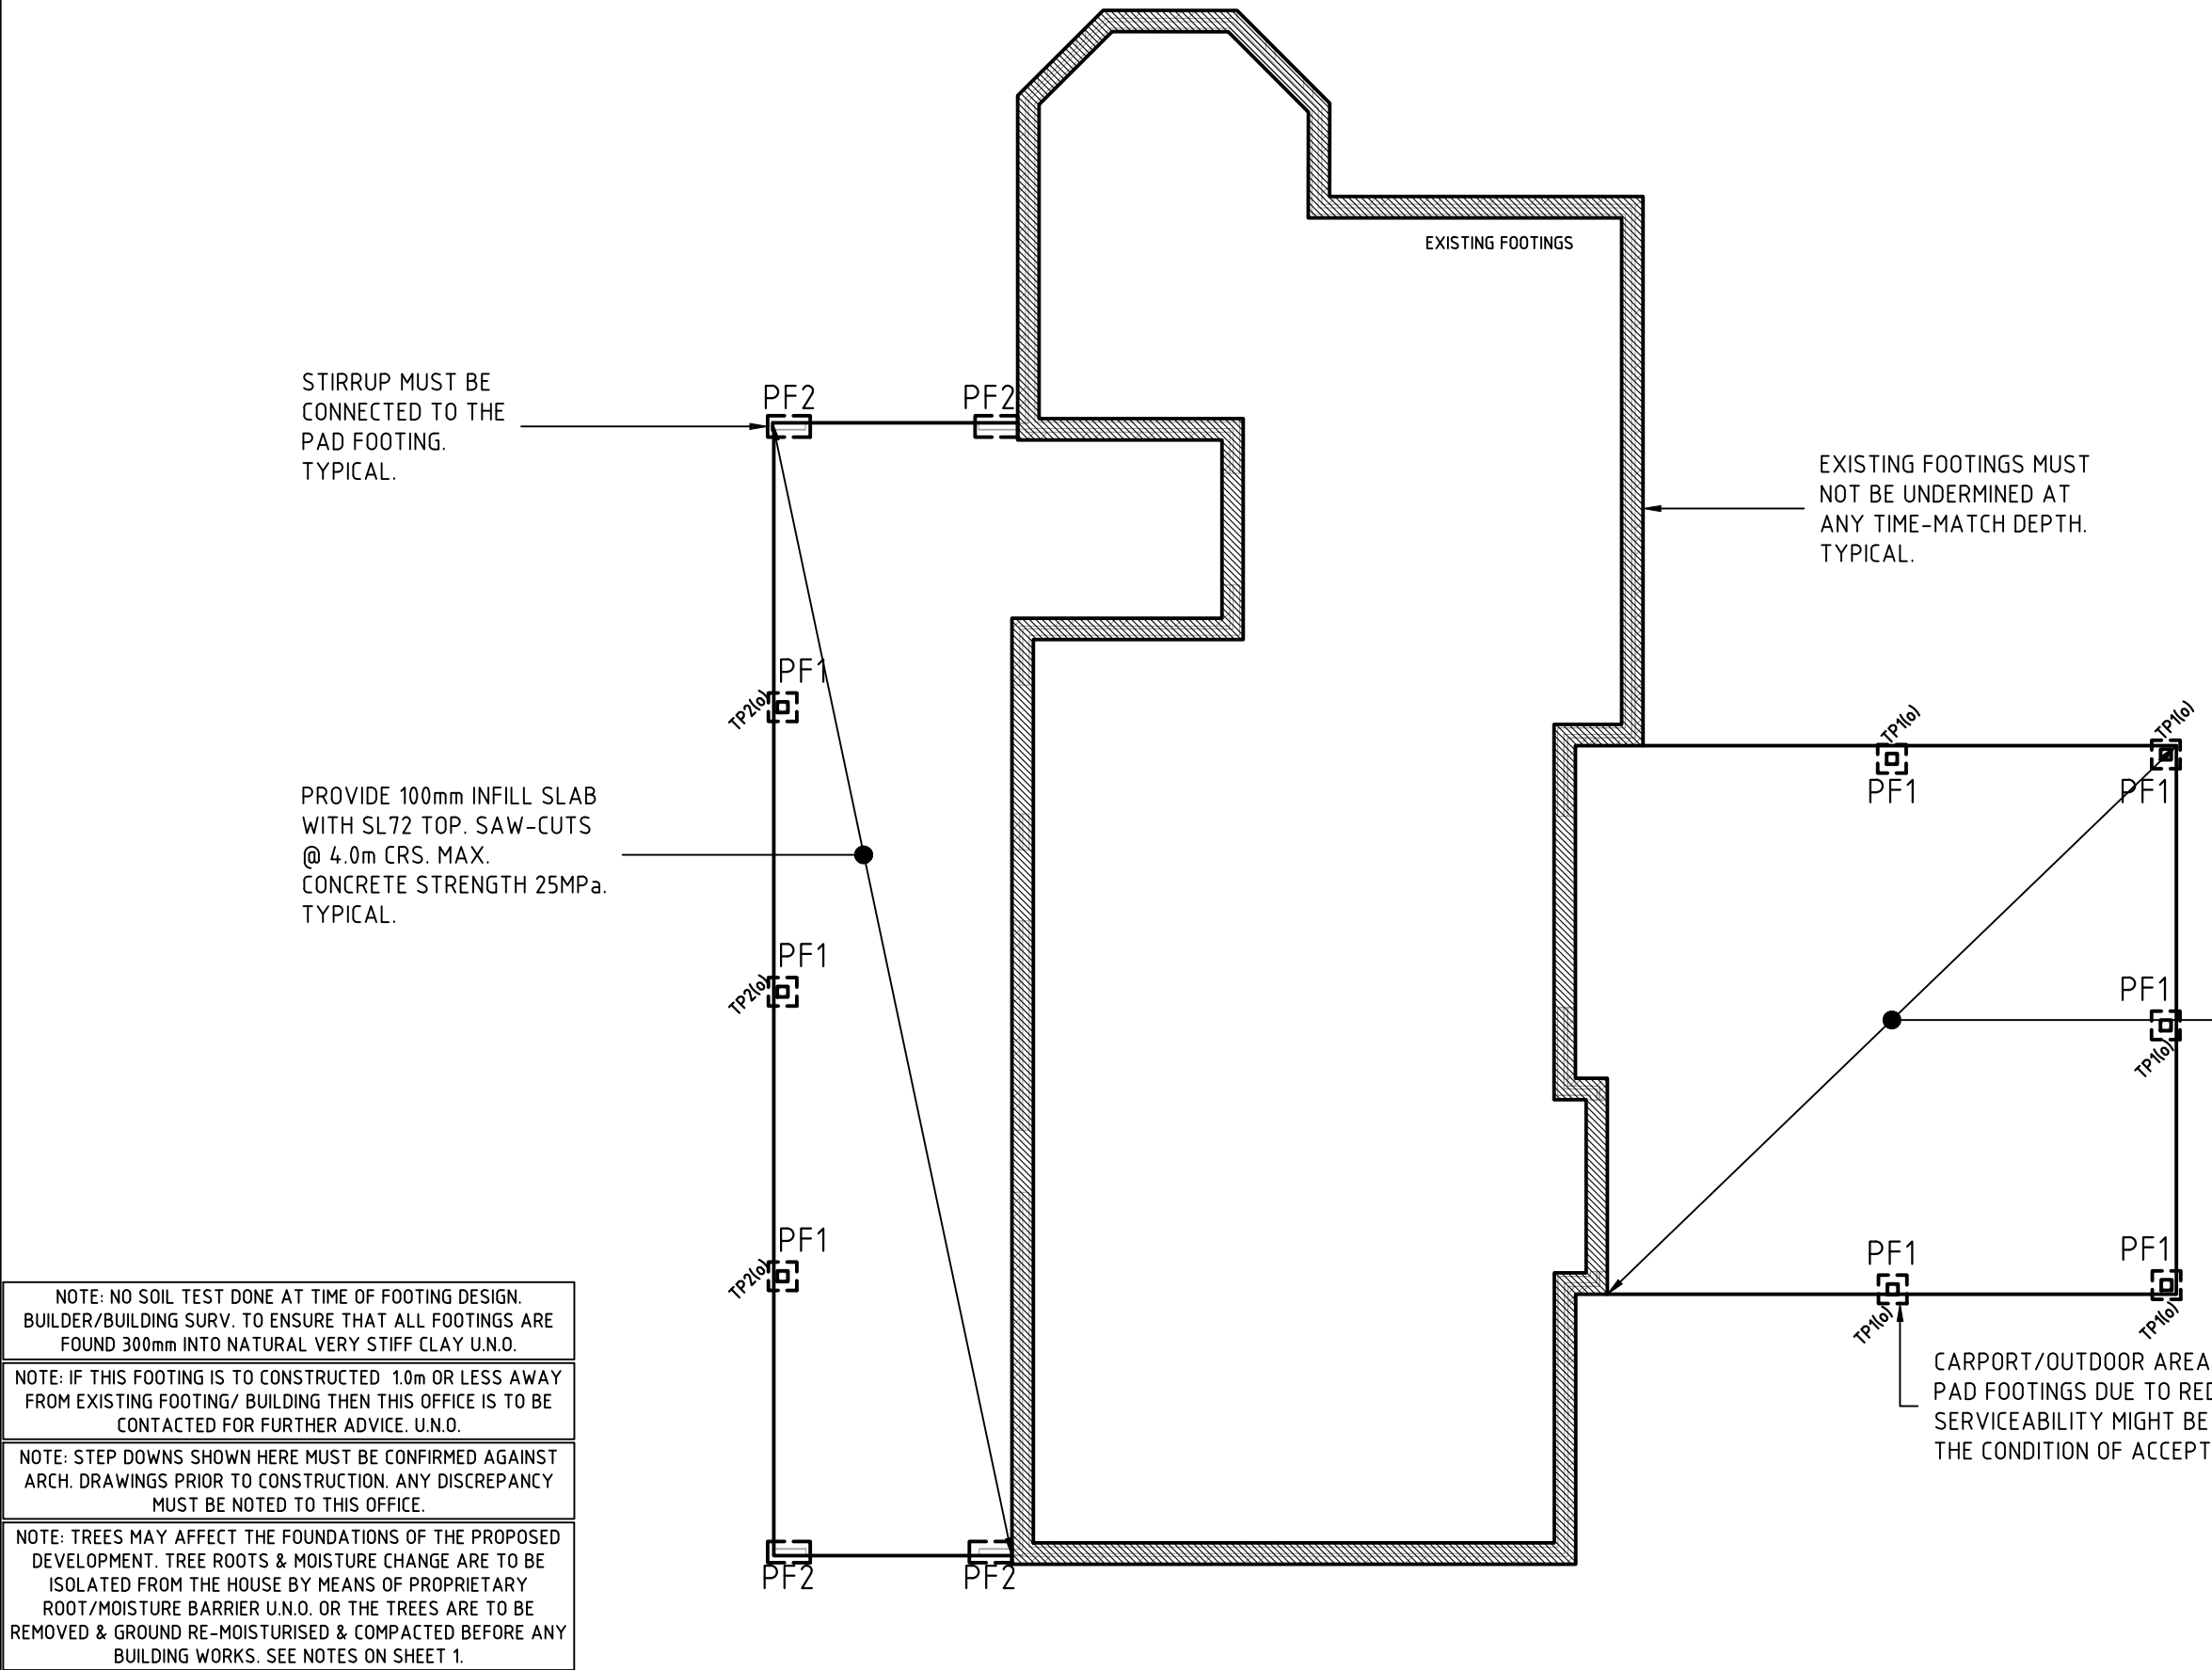 EXISTING FOOTINGS
STIRRUP MUST BE
CONNECTED TO THE
PAD FOOTING.
TYPICAL.
PF2
PF2
EXISTING FOOTINGS MUST
NOT BE UNDERMINED AT
ANY TIME-MATCH DEPTH.
TYPICAL.
PF1
TP2(o)
TP1(o)
PF1
TP1(o)
PF1
PROVIDE 100mm INFILL SLAB
WITH SL72 TOP. SAW-CUTS
@ 4.0m CRS. MAX.
CONCRETE STRENGTH 25MPa.
TYPICAL.
PF1
TP2(o)
PF1
TP1(o)
PF1
TP2(o)
PF1
TP1(o)
PF1
TP1(o)
CARPORT/OUTDOOR AREA
PAD FOOTINGS DUE TO
SERVICEABILITY MIGHT BE
THE CONDITION OF
NOTE: NO SOIL TEST DONE AT TIME OF FOOTING DESIGN.
BUILDER/BUILDING SURV. TO ENSURE THAT ALL FOOTINGS ARE
FOUND 300mm INTO NATURAL VERY STIFF CLAY U.N.O.
NOTE: IF THIS FOOTING IS TO CONSTRUCTED 1.0m OR LESS AWAY
FROM EXISTING FOOTING/ BUILDING THEN THIS OFFICE IS TO BE
CONTACTED FOR FURTHER ADVICE. U.N.O.
NOTE: STEP DOWNS SHOWN HERE MUST BE CONFIRMED AGAINST
ARCH. DRAWINGS PRIOR TO CONSTRUCTION. ANY DISCREPANCY
MUST BE NOTED TO THIS OFFICE.
NOTE: TREES MAY AFFECT THE FOUNDATIONS OF THE PROPOSED
DEVELOPMENT. TREE ROOTS & MOISTURE CHANGE ARE TO BE
ISOLATED FROM THE HOUSE BY MEANS OF PROPRIETARY
ROOT/MOISTURE BARRIER U.N.O. OR THE TREES ARE TO BE
REMOVED & GROUND RE-MOISTURISED & COMPACTED BEFORE ANY
BUILDING WORKS. SEE NOTES ON SHEET 1.
PF2
PF2